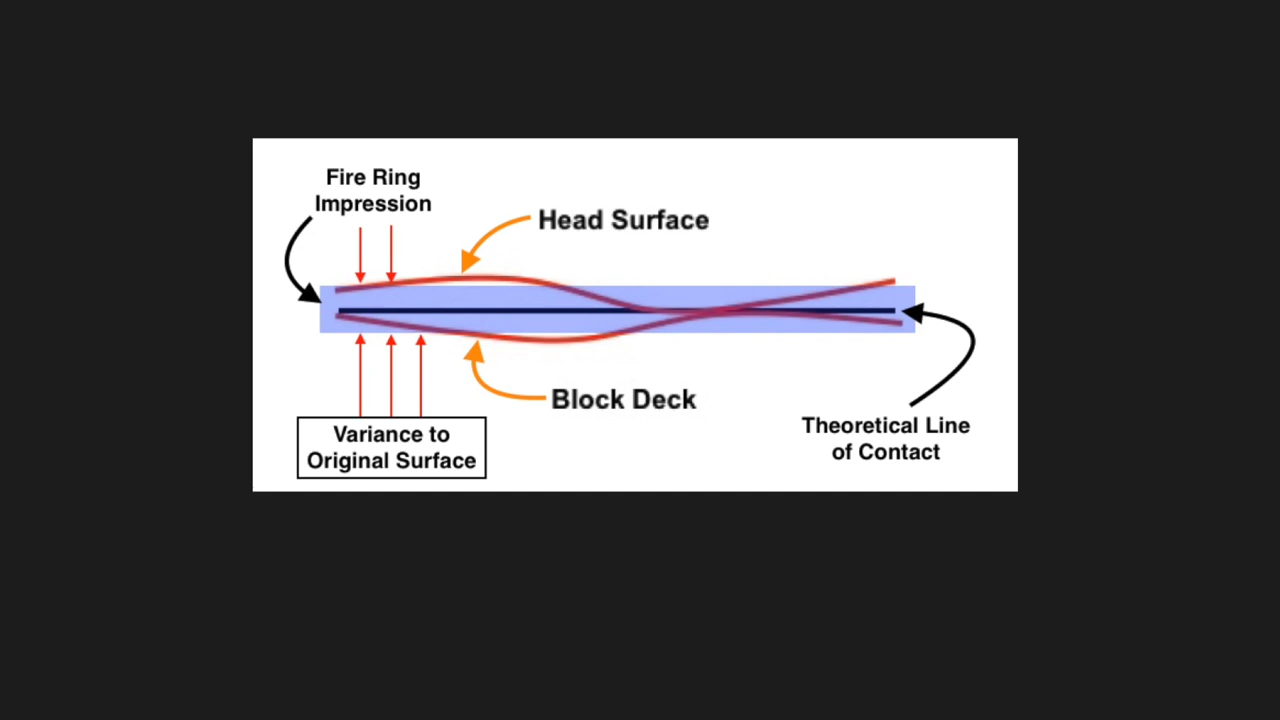 Fire Ring
Impression
Head Surface
Block Deck
Variance to
Original Surface
Theoretical Line
of Contact